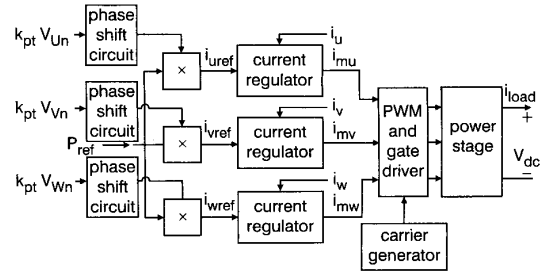 phase
shift
circuit
k_pt V_Un
×
i_uref
current
regulator
i_u
i_mu
phase
shift
circuit
k_pt V_Vn
P_ref
×
i_vref
current
regulator
i_v
i_mv
phase
shift
circuit
k_pt V_Wn
×
i_wref
current
regulator
i_w
i_mw
PWM
and
gate
driver
power
stage
i_load
+
V_dc
−
carrier
generator